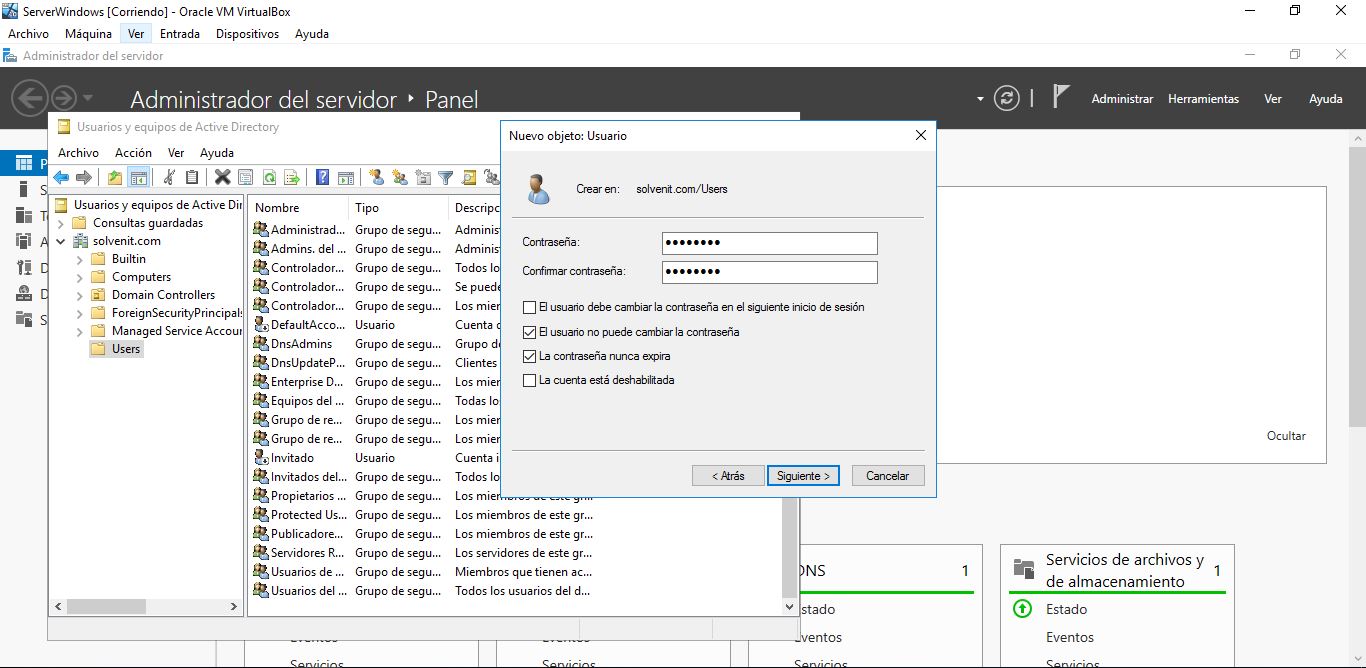 ServerWindows [Corriendo] - Oracle VM VirtualBox
Archivo Máquina Ver Entrada Dispositivos Ayuda
Administrador del servidor
Administrador del servidor ‣ Panel
Administrar Herramientas Ver Ayuda
Usuarios y equipos de Active Directory
Archivo Acción Ver Ayuda
Usuarios y equipos de Active Dir
Consultas guardadas
solvenit.com
Builtin
Computers
Domain Controllers
ForeignSecurityPrincipals
Managed Service Accour
Users
Nombre Tipo Descripc
Administrad... Grupo de segu... Adminis
Admins. del ... Grupo de segu... Adminis
Controlador... Grupo de segu... Todos lo
Controlador... Grupo de segu... Se puede
Controlador... Grupo de segu... Los mier
DefaultAcco... Usuario Cuenta d
DnsAdmins Grupo de segu... Grupo de
DnsUpdateP... Grupo de segu... Clientes
Enterprise D... Grupo de segu... Los mier
Equipos del ... Grupo de segu... Todas lo
Grupo de re... Grupo de segu... Los mier
Grupo de re... Grupo de segu... Los mier
Invitado Usuario Cuenta i
Invitados del... Grupo de segu... Todos lo
Propietarios ... Grupo de segu... Los miembros de este gr...
Protected Us... Grupo de segu... Los miembros de este gr...
Publicadore... Grupo de segu... Los miembros de este gr...
Servidores R... Grupo de segu... Los servidores de este gr...
Usuarios de ... Grupo de segu... Miembros que tienen ac...
Usuarios del ... Grupo de segu... Todos los usuarios del d...
Nuevo objeto: Usuario
Crear en: solvenit.com/Users
Contraseña: ●●●●●●●●
Confirmar contraseña: ●●●●●●●●
El usuario debe cambiar la contraseña en el siguiente inicio de sesión
El usuario no puede cambiar la contraseña
La contraseña nunca expira
La cuenta está deshabilitada
< Atrás Siguiente > Cancelar
Ocultar
DNS 1
Estado
Eventos
Servicios
Servicios de archivos y de almacenamiento 1
Estado
Eventos
Servicios
Eventos
Servicios
Eventos
Servicios